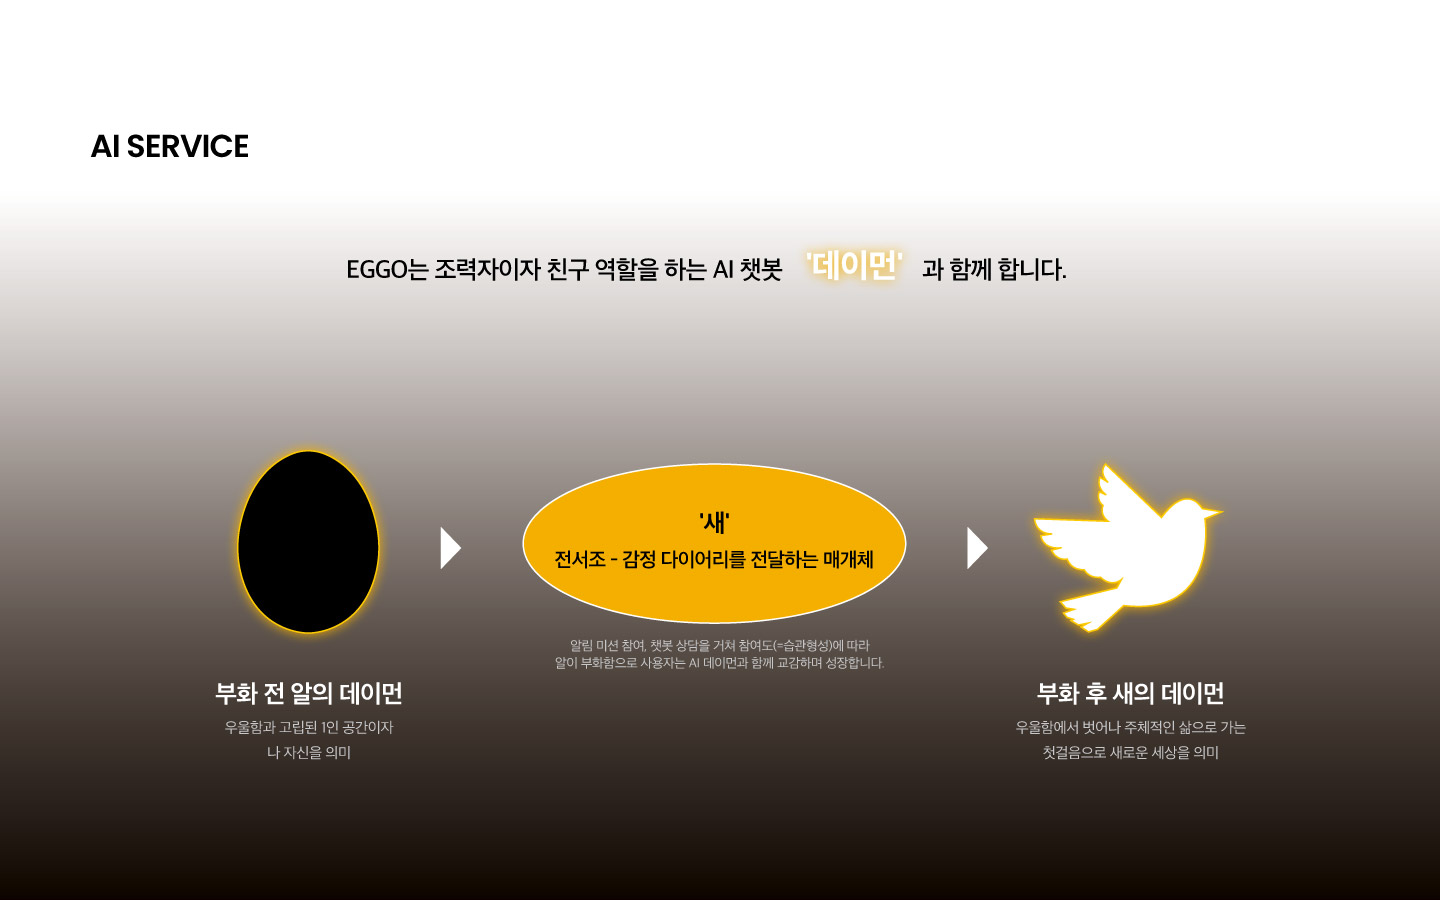 AI SERVICE
EGGO는 조력자이자 친구 역할을 하는 AI 챗봇 '데이먼' 과 함께 합니다.
'새'
전서조 - 감정 다이어리를 전달하는 매개체
알림 미션 참여, 챗봇 상담을 거쳐 참여도(=습관형성)에 따라
알이 부화함으로 사용자는 AI 데이먼과 함께 교감하며 성장합니다.
부화 전 알의 데이먼
우울함과 고립된 1인 공간이자
나 자신을 의미
부화 후 새의 데이먼
우울함에서 벗어나 주체적인 삶으로 가는
첫걸음으로 새로운 세상을 의미